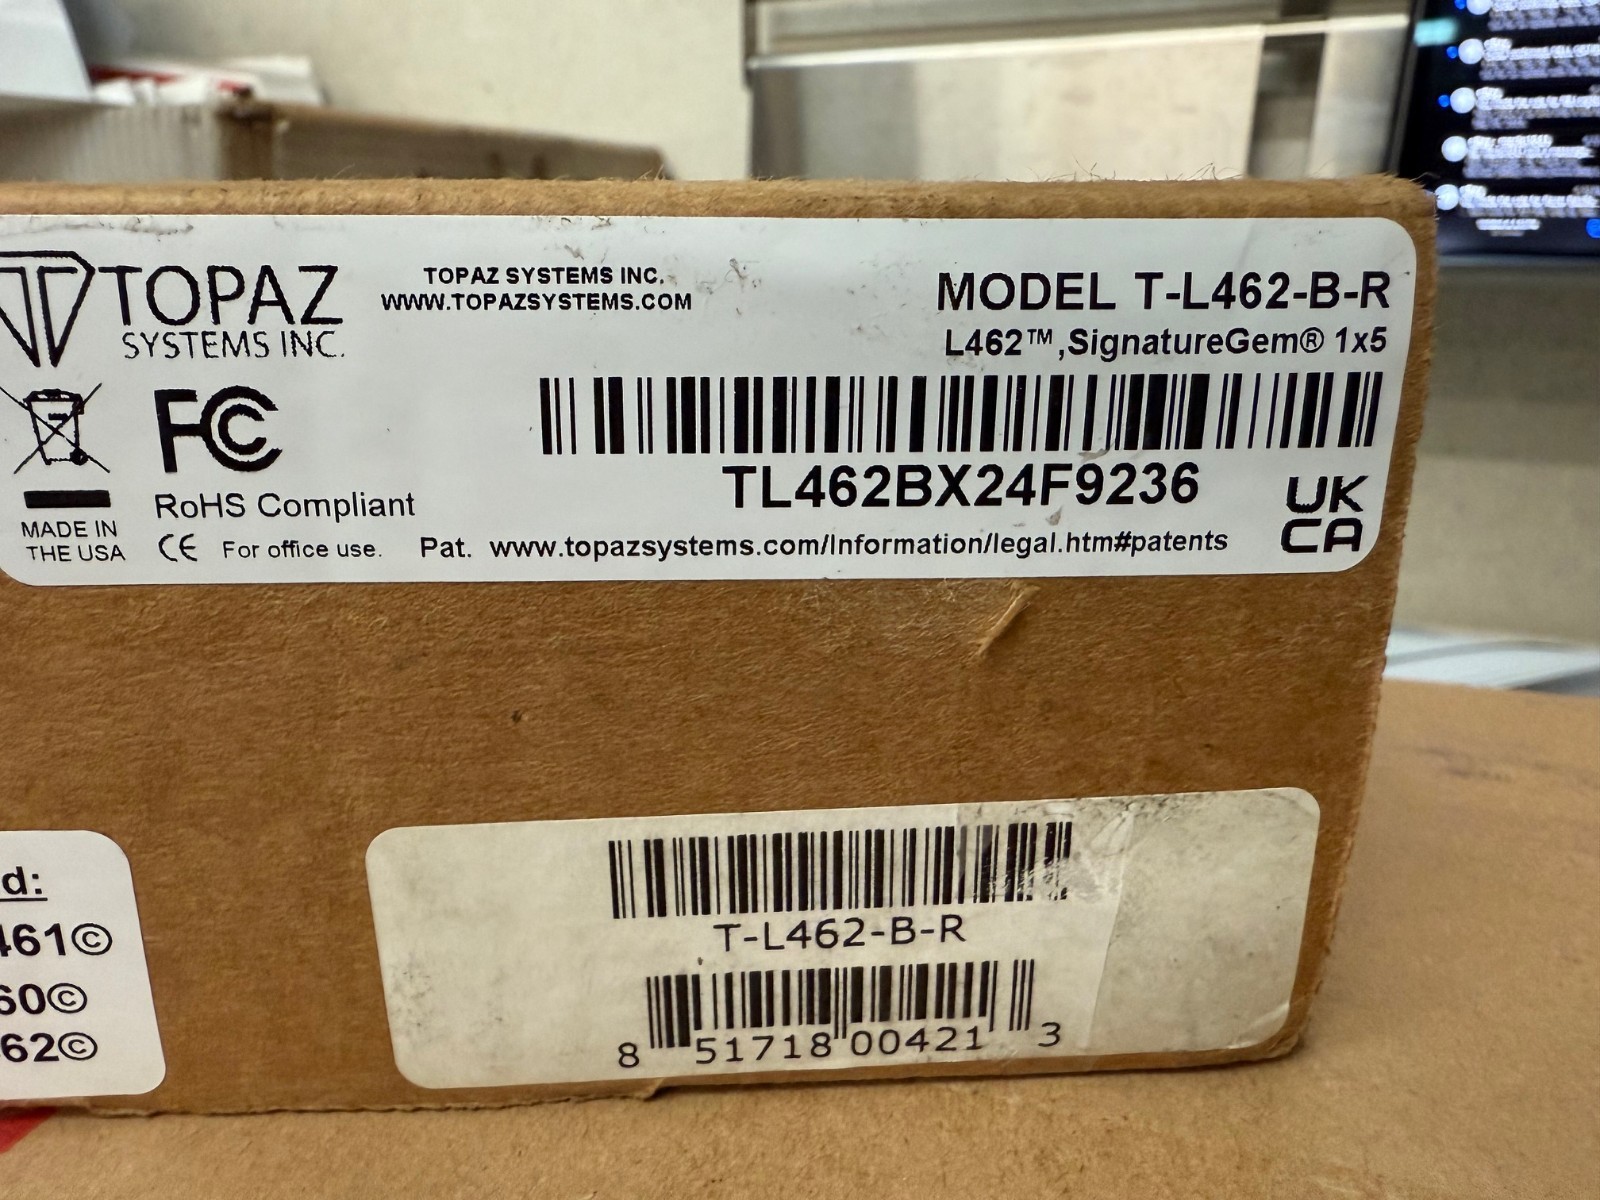 TOPAZ
SYSTEMS INC.
TOPAZ SYSTEMS INC.
WWW.TOPAZSYSTEMS.COM
MODEL T-L462-B-R
L462™,SignatureGem® 1x5
FC
TL462BX24F9236
RoHS Compliant
MADE IN
THE USA
CE For office use.
Pat. www.topazsystems.com/Information/legal.htm#patents
UK
CA
d:
461©
60©
62©
T-L462-B-R
8 51718 00421 3